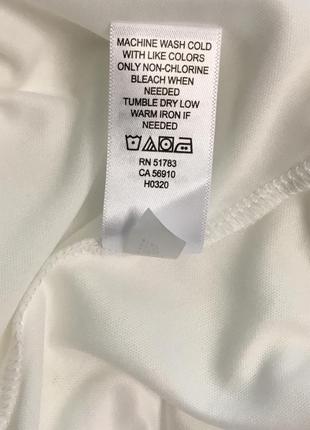 MACHINE WASH COLD
WITH LIKE COLORS
ONLY NON-CHLORINE
BLEACH WHEN
NEEDED
TUMBLE DRY LOW
WARM IRON IF
NEEDED
RN 51783
CA 56910
H0320